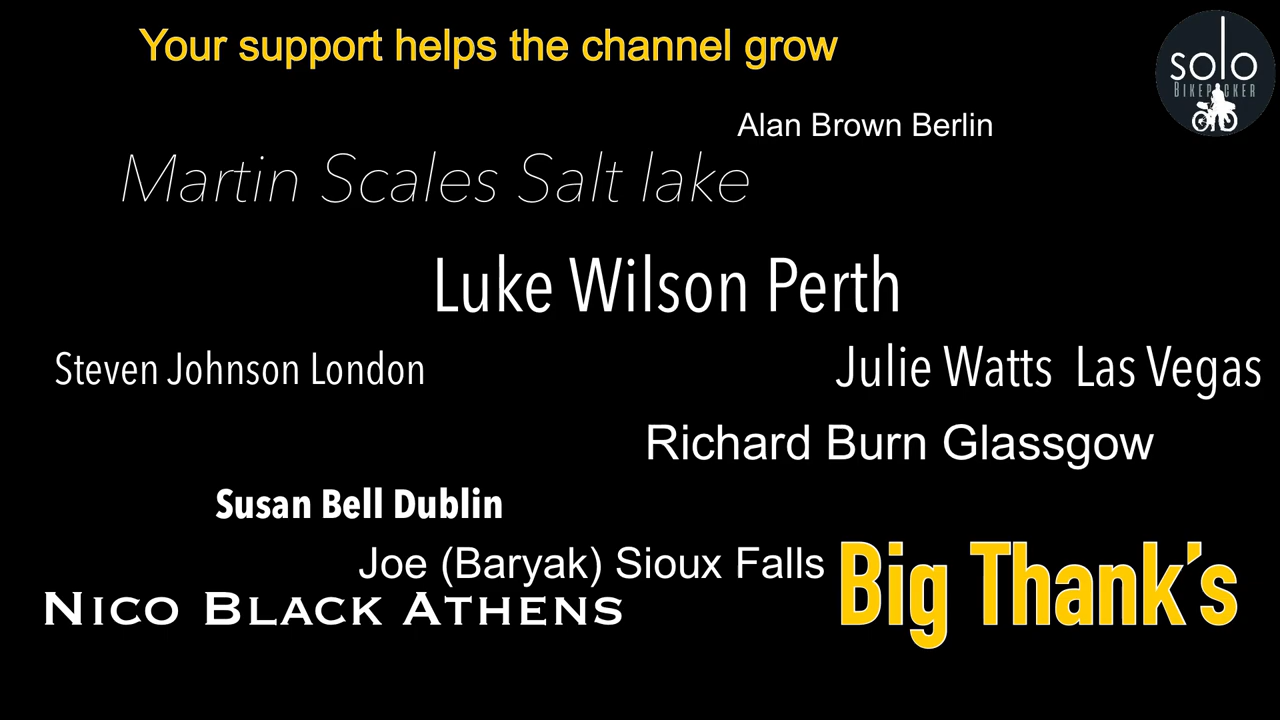 Your support helps the channel grow
solo
BIKEPACKER
Alan Brown Berlin
Martin Scales Salt lake
Luke Wilson Perth
Steven Johnson London
Julie Watts Las Vegas
Richard Burn Glassgow
Susan Bell Dublin
Joe (Baryak) Sioux Falls
Big Thank's
Nico Black Athens